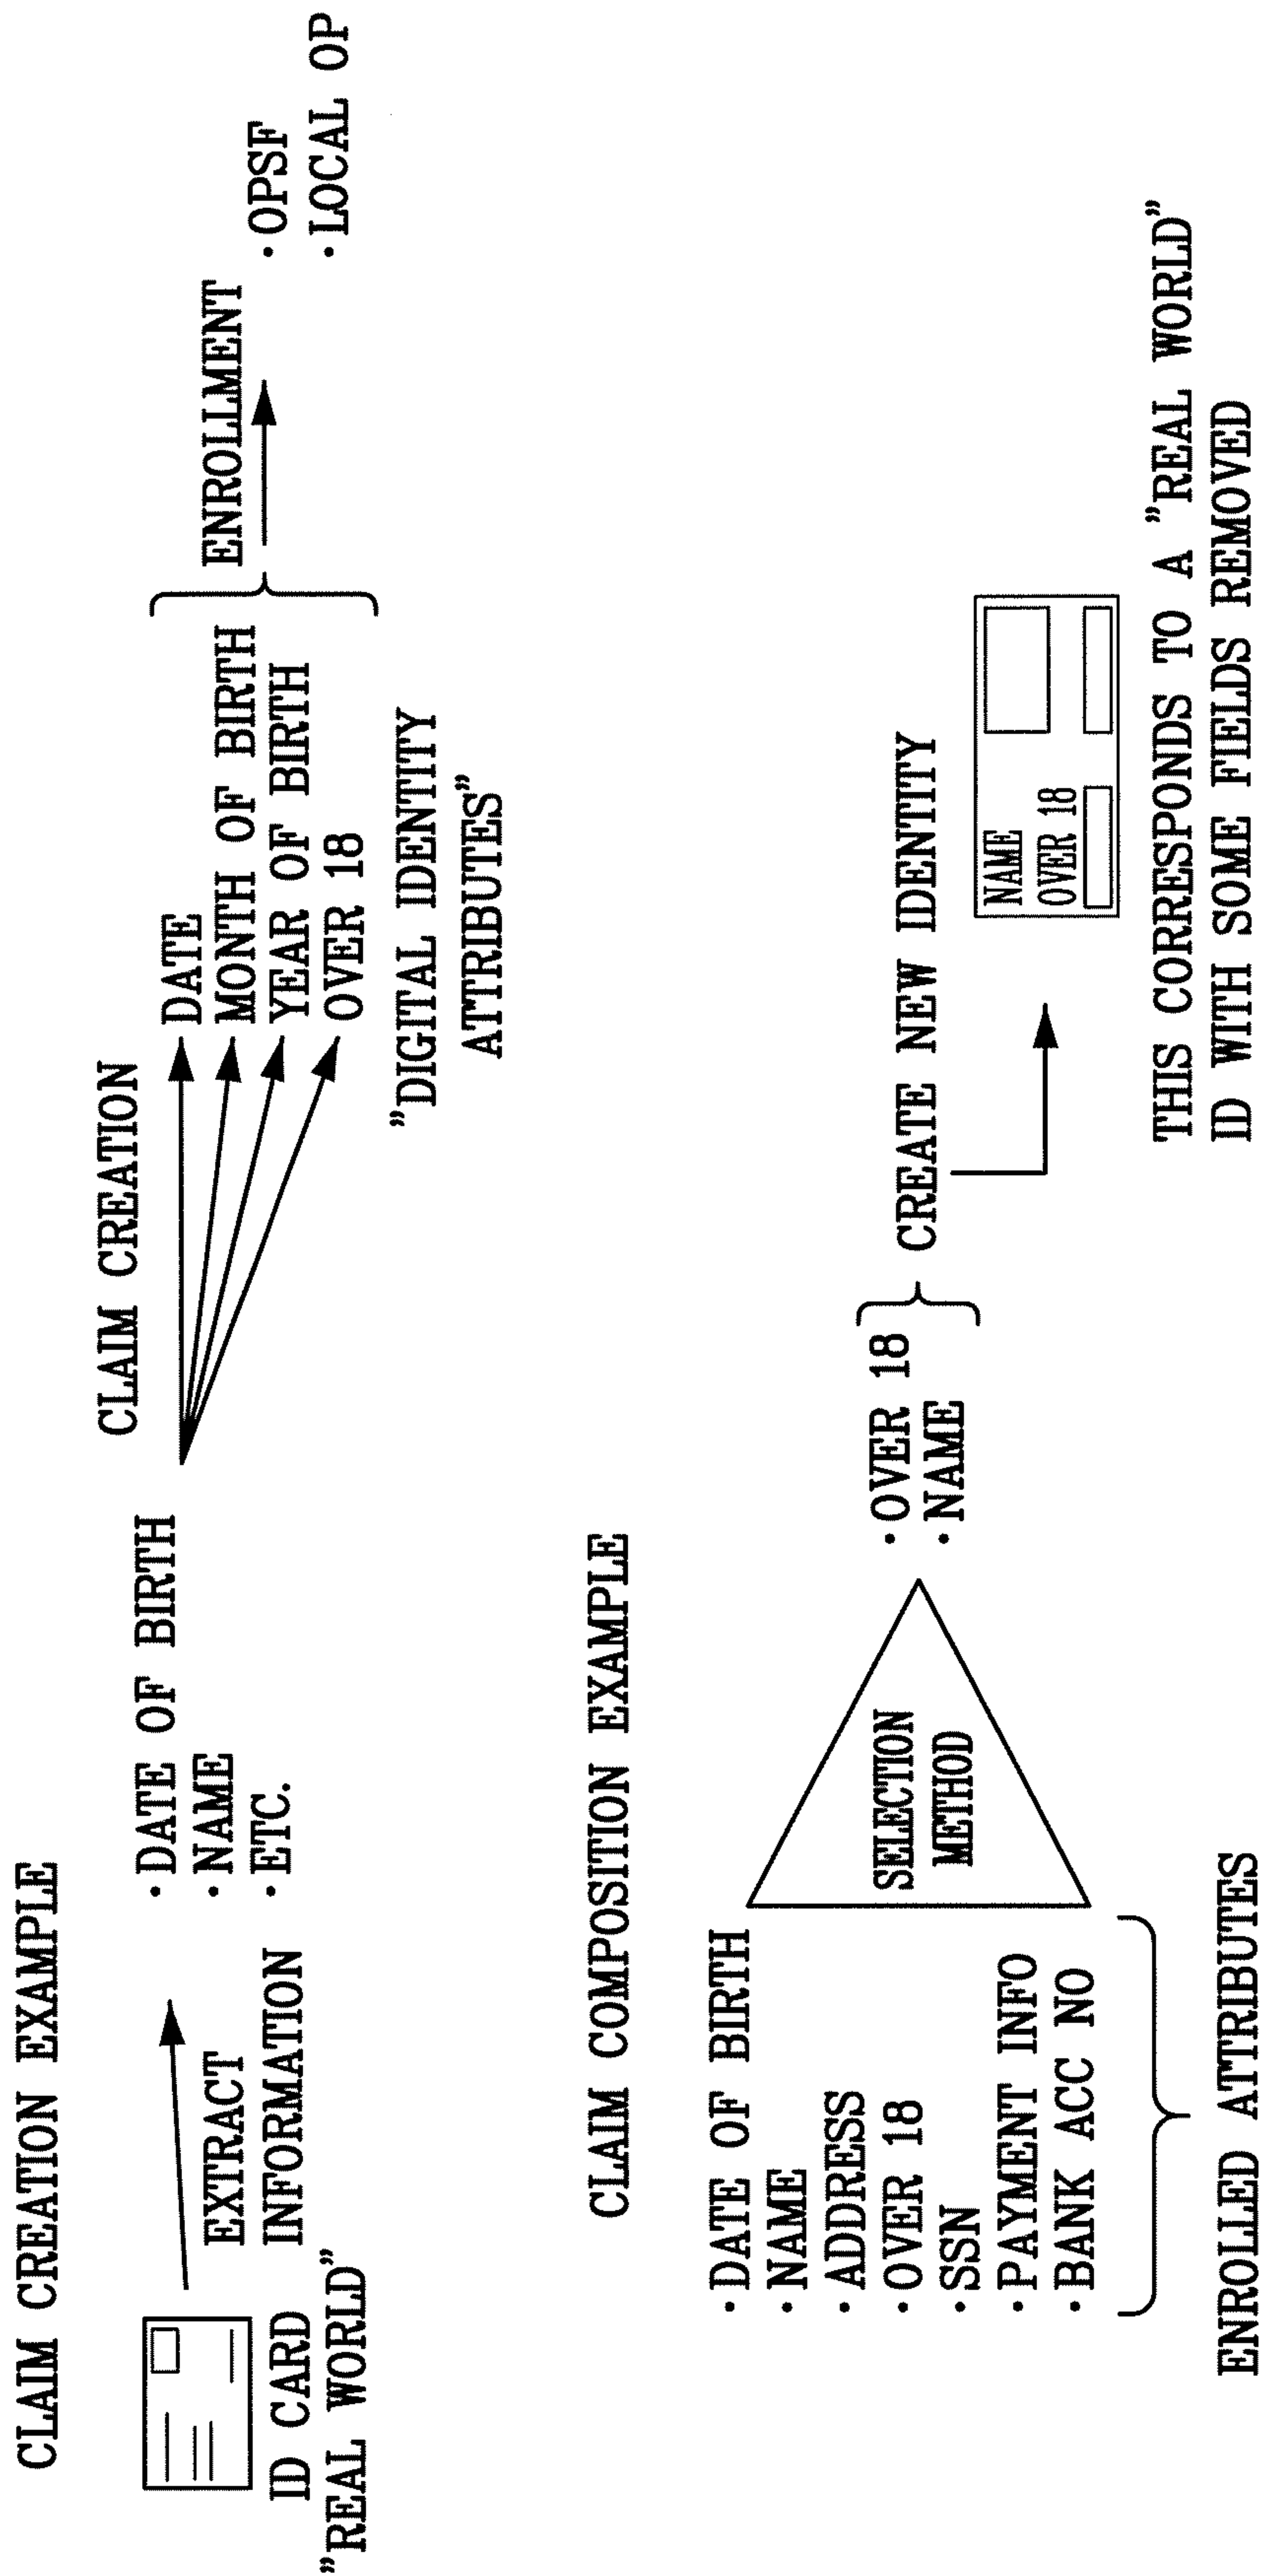 CLAIM CREATION EXAMPLE
ID CARD
"REAL WORLD"
EXTRACT
INFORMATION
·DATE OF BIRTH
·NAME
·ETC.
CLAIM CREATION
DATE
MONTH OF BIRTH
YEAR OF BIRTH
OVER 18
"DIGITAL IDENTITY
ATTRIBUTES"
ENROLLMENT
·OPSF
·LOCAL OP
CLAIM COMPOSITION EXAMPLE
·DATE OF BIRTH
·NAME
·ADDRESS
·OVER 18
·SSN
·PAYMENT INFO
·BANK ACC NO
ENROLLED ATTRIBUTES
SELECTION
METHOD
·OVER 18
·NAME
CREATE NEW IDENTITY
NAME
OVER 18
THIS CORRESPONDS TO A "REAL WORLD"
ID WITH SOME FIELDS REMOVED